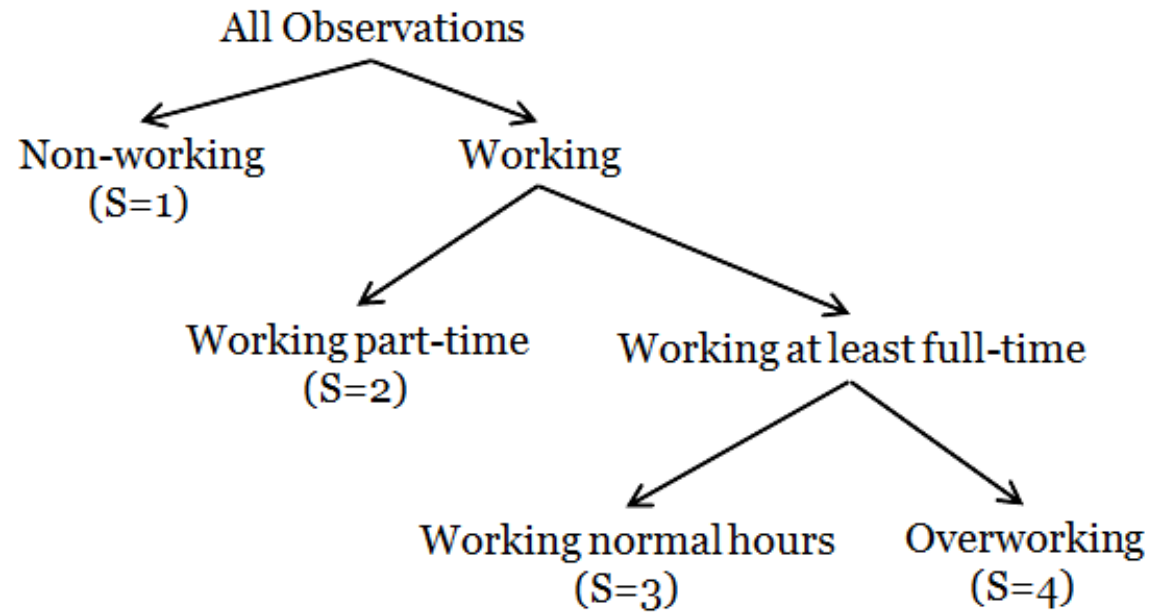 All Observations
Non-working
(S=1)
Working
Working part-time
(S=2)
Working at least full-time
Working normal hours
(S=3)
Overworking
(S=4)